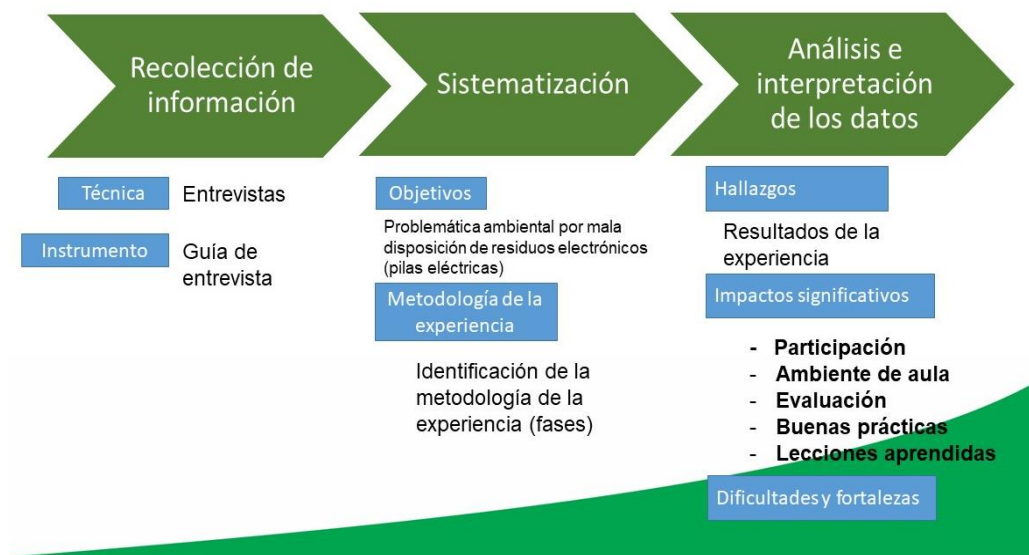 Recolección de
información
Técnica Entrevistas
Instrumento Guía de
entrevista
Sistematización
Objetivos
Problemática ambiental por mala
disposición de residuos electrónicos
(pilas eléctricas)
Metodología de la
experiencia
Identificación de la
metodología de la
experiencia (fases)
Análisis e
interpretación
de los datos
Hallazgos
Resultados de la
experiencia
Impactos significativos
- Participación
- Ambiente de aula
- Evaluación
- Buenas prácticas
- Lecciones aprendidas
Dificultades y fortalezas